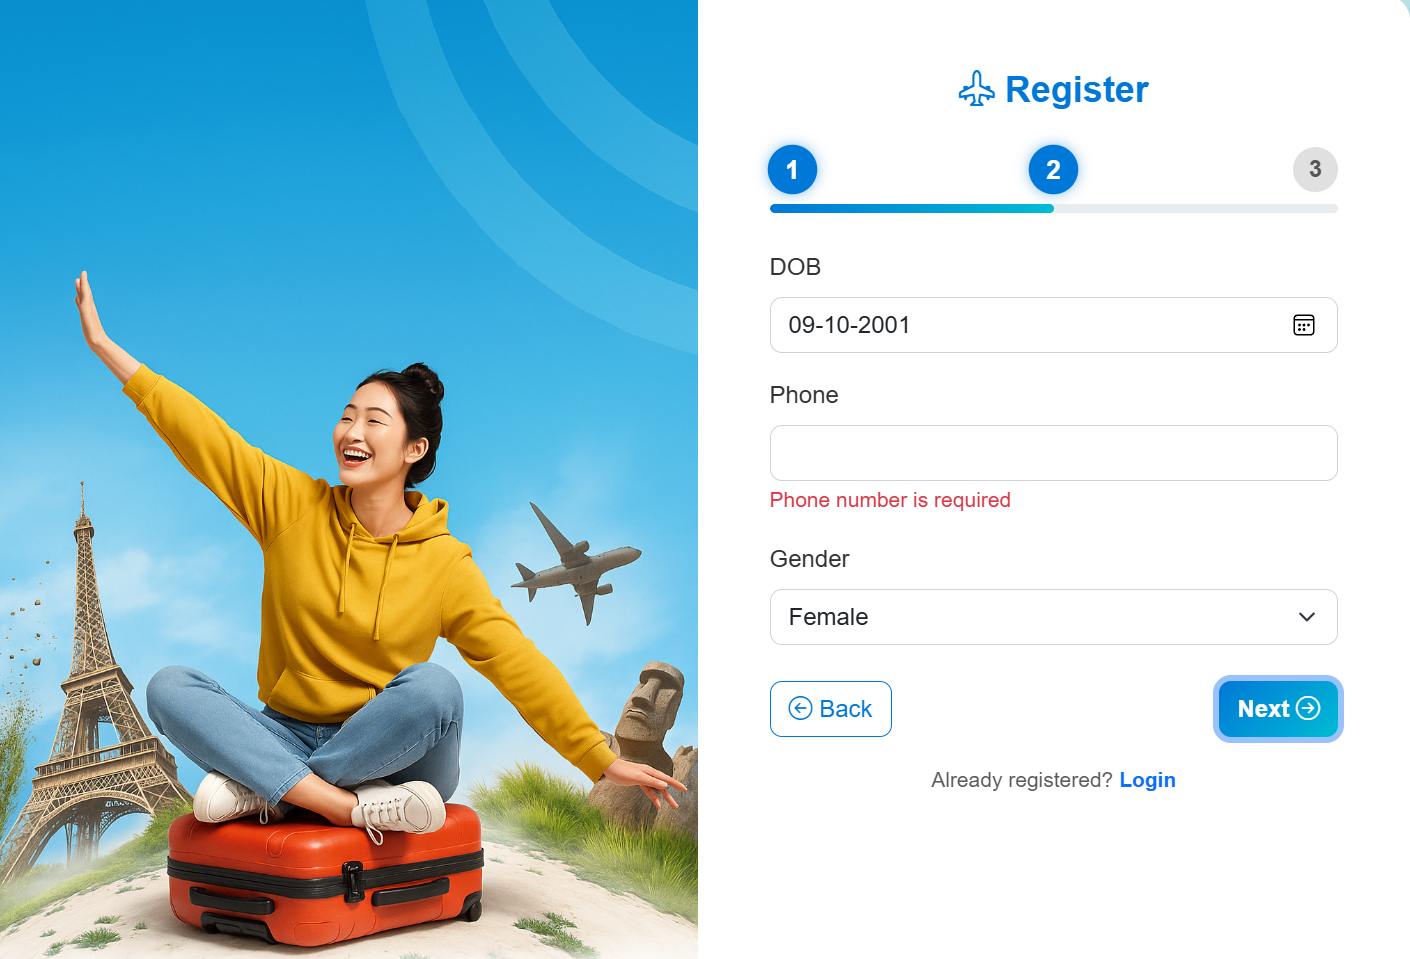 Register
1
2
3
DOB
09-10-2001
Phone
Phone number is required
Gender
Female
Back
Next
Already registered? Login